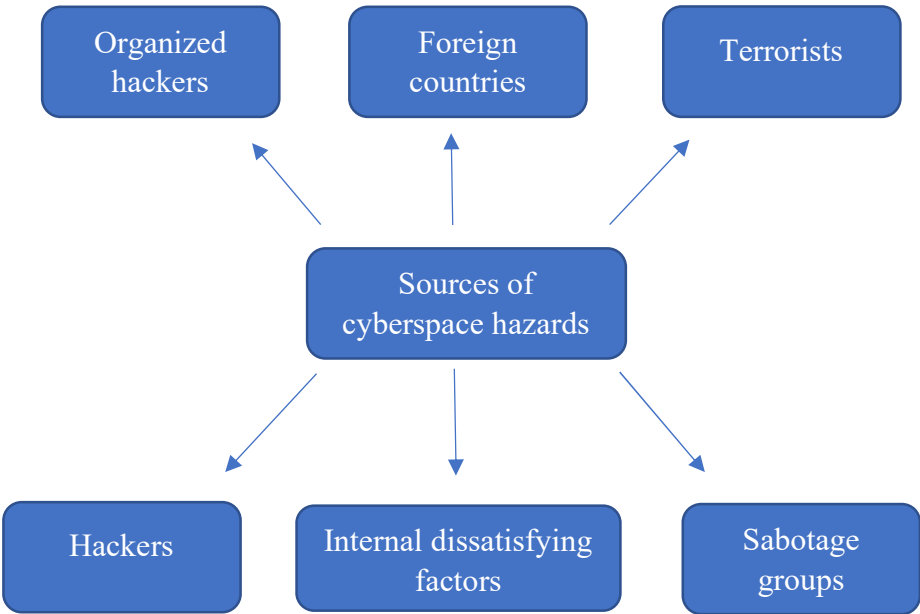 Organized
hackers
Foreign
countries
Terrorists
Sources of
cyberspace hazards
Hackers
Internal dissatisfying
factors
Sabotage
groups